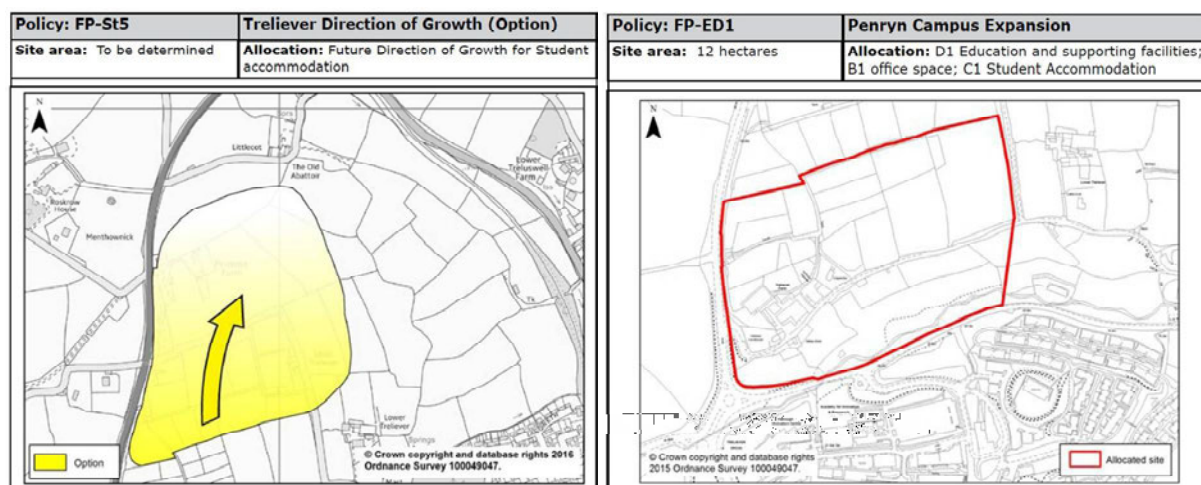 Policy: FP-St5
Treliever Direction of Growth (Option)
Site area: To be determined
Allocation: Future Direction of Growth for Student
accommodation
N
Littlecot
The Old
Abattoir
Lower
Treluswell
Farm
Roskrow
House
Menthownick
Tk
Lower
Treliever
Springs
Option
© Crown copyright and database rights 2016
Ordnance Survey 100049047.
Policy: FP-ED1
Penryn Campus Expansion
Site area: 12 hectares
Allocation: D1 Education and supporting facilities;
B1 office space; C1 Student Accommodation
N
© Crown copyright and database rights
2015 Ordnance Survey 100049047.
Allocated site